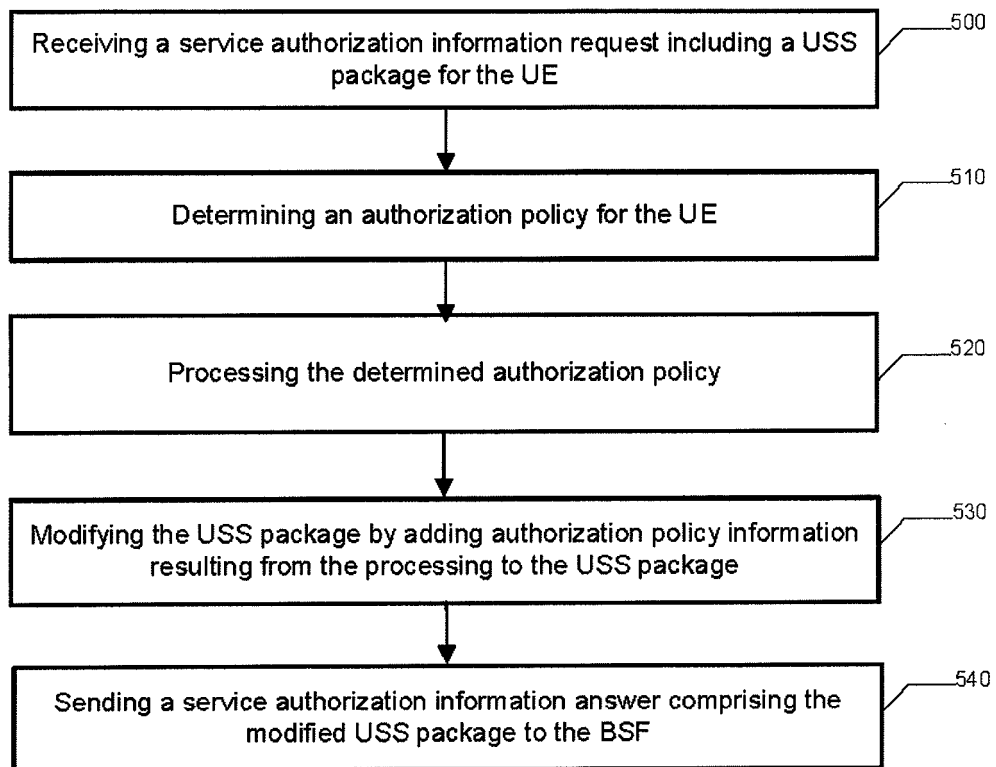 Receiving a service authorization information request including a USS
package for the UE
500
Determining an authorization policy for the UE
510
Processing the determined authorization policy
520
Modifying the USS package by adding authorization policy information
resulting from the processing to the USS package
530
Sending a service authorization information answer comprising the
modified USS package to the BSF
540